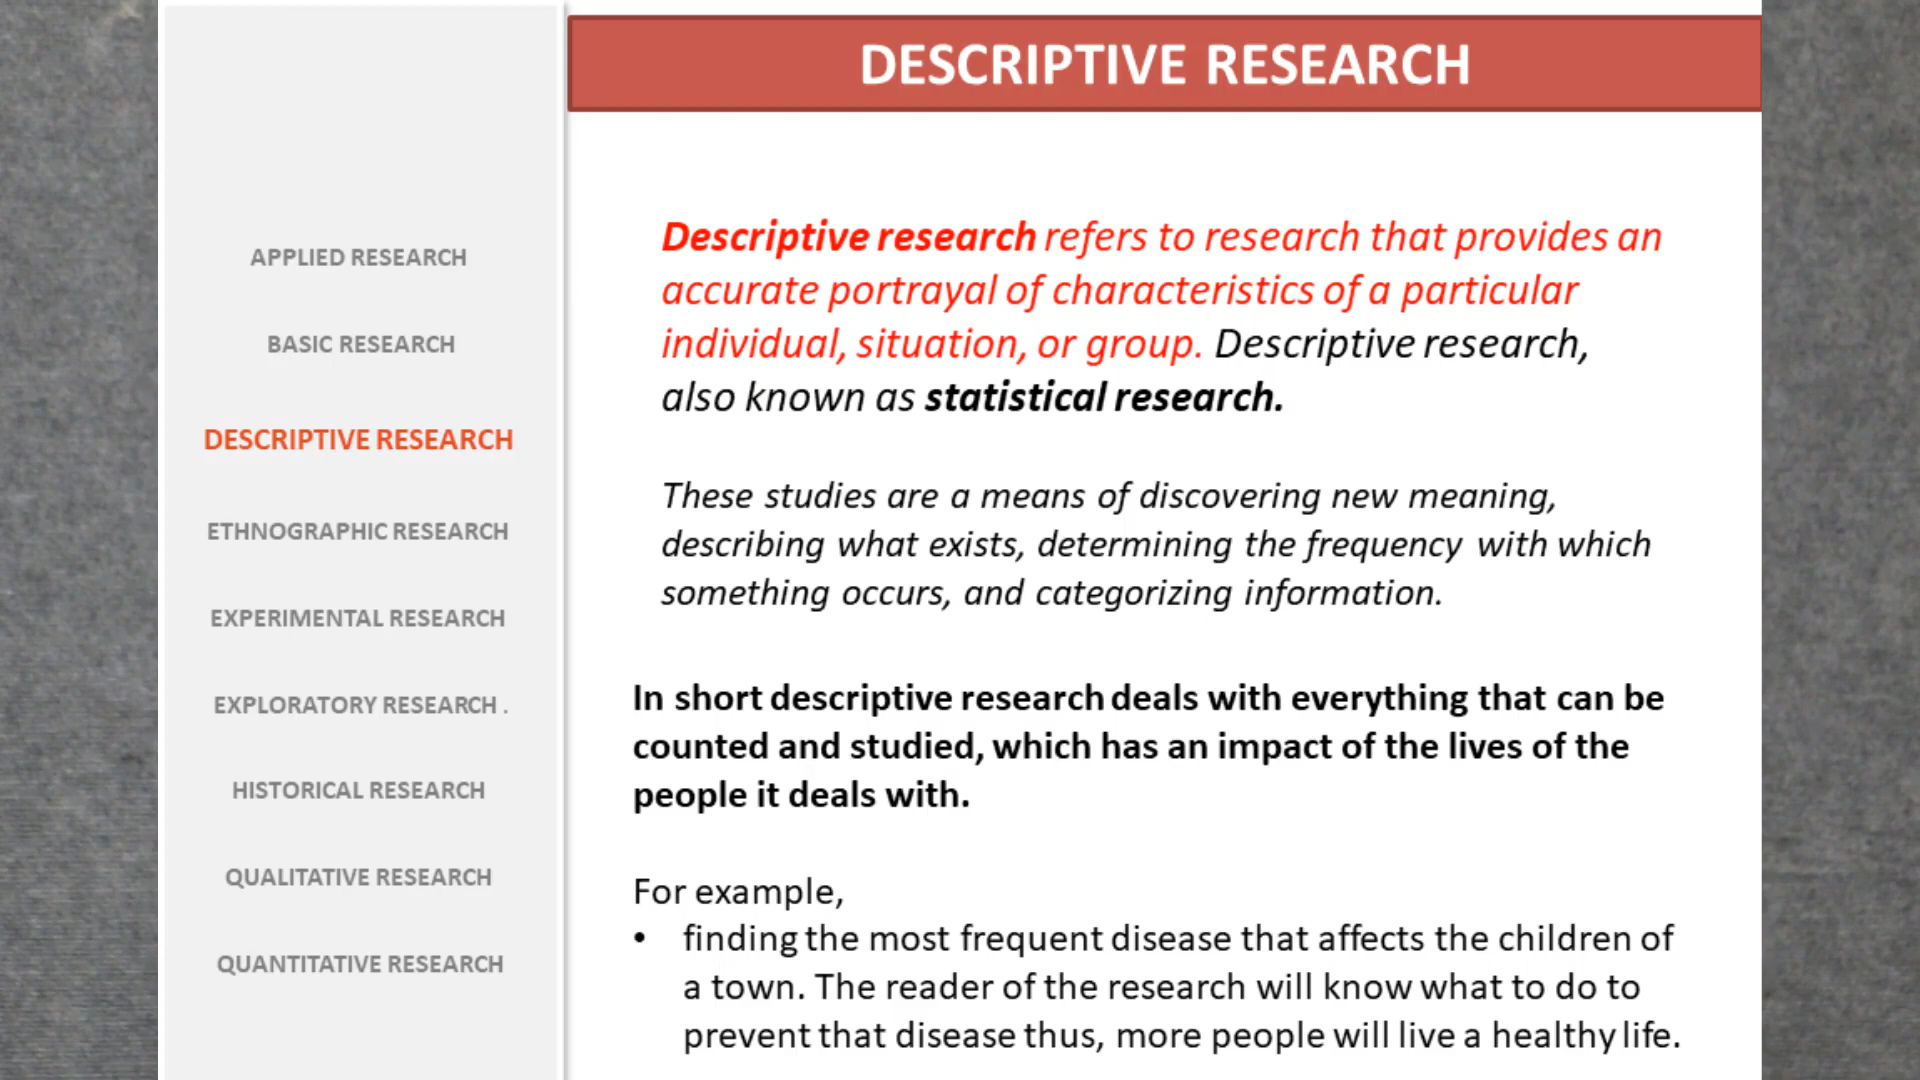 DESCRIPTIVE RESEARCH
APPLIED RESEARCH
BASIC RESEARCH
DESCRIPTIVE RESEARCH
ETHNOGRAPHIC RESEARCH
EXPERIMENTAL RESEARCH
EXPLORATORY RESEARCH .
HISTORICAL RESEARCH
QUALITATIVE RESEARCH
QUANTITATIVE RESEARCH
Descriptive research refers to research that provides an
accurate portrayal of characteristics of a particular
individual, situation, or group. Descriptive research,
also known as statistical research.
These studies are a means of discovering new meaning,
describing what exists, determining the frequency with which
something occurs, and categorizing information.
In short descriptive research deals with everything that can be
counted and studied, which has an impact of the lives of the
people it deals with.
For example,
• finding the most frequent disease that affects the children of
a town. The reader of the research will know what to do to
prevent that disease thus, more people will live a healthy life.